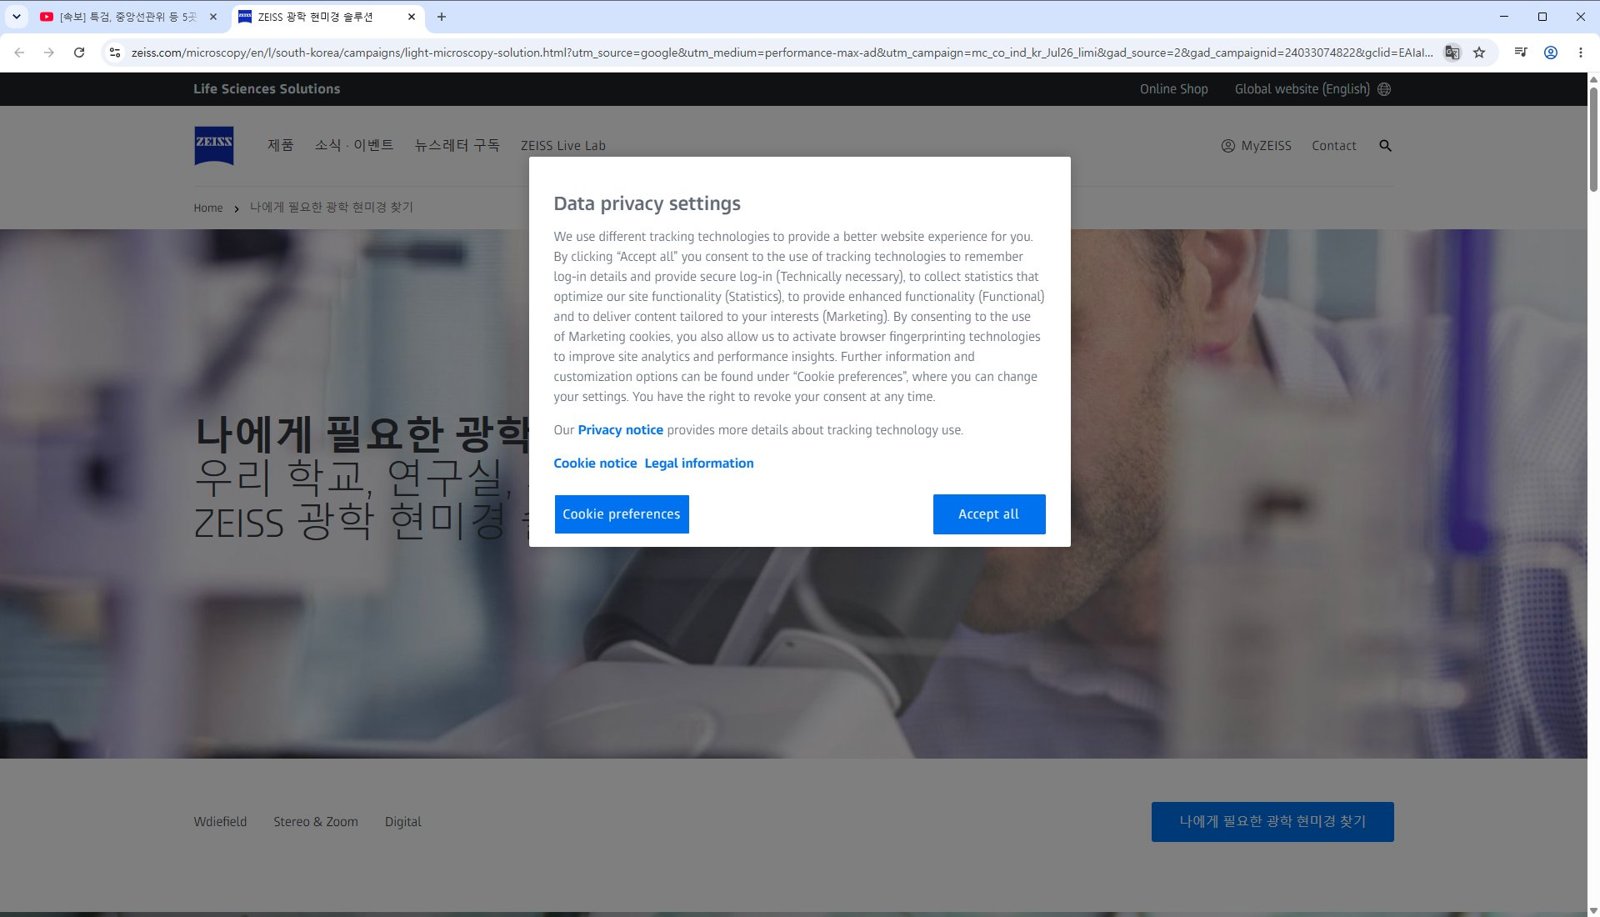 [속보] 특검, 중앙선관위 등 5곳
ZEISS 광학 현미경 솔루션
zeiss.com/microscopy/en/l/south-korea/campaigns/light-microscopy-solution.html?utm_source=google&utm_medium=performance-max-ad&utm_campaign=mc_co_ind_kr_Jul26_limi&gad_source=2&gad_campaignid=24033074822&gclid=EAIaI...
Life Sciences Solutions
Online Shop
Global website (English)
ZEISS
제품
소식 · 이벤트
뉴스레터 구독
ZEISS Live Lab
MyZEISS
Contact
Home
나에게 필요한 광학 현미경 찾기
Data privacy settings
We use different tracking technologies to provide a better website experience for you.
By clicking “Accept all” you consent to the use of tracking technologies to remember
log-in details and provide secure log-in (Technically necessary), to collect statistics that
optimize our site functionality (Statistics), to provide enhanced functionality (Functional)
and to deliver content tailored to your interests (Marketing). By consenting to the use
of Marketing cookies, you also allow us to activate browser fingerprinting technologies
to improve site analytics and performance insights. Further information and
customization options can be found under “Cookie preferences”, where you can change
your settings. You have the right to revoke your consent at any time.
Our Privacy notice provides more details about tracking technology use.
Cookie notice Legal information
Cookie preferences
Accept all
나에게 필요한 광학
우리 학교, 연구실,
ZEISS 광학 현미경
Wdiefield
Stereo & Zoom
Digital
나에게 필요한 광학 현미경 찾기